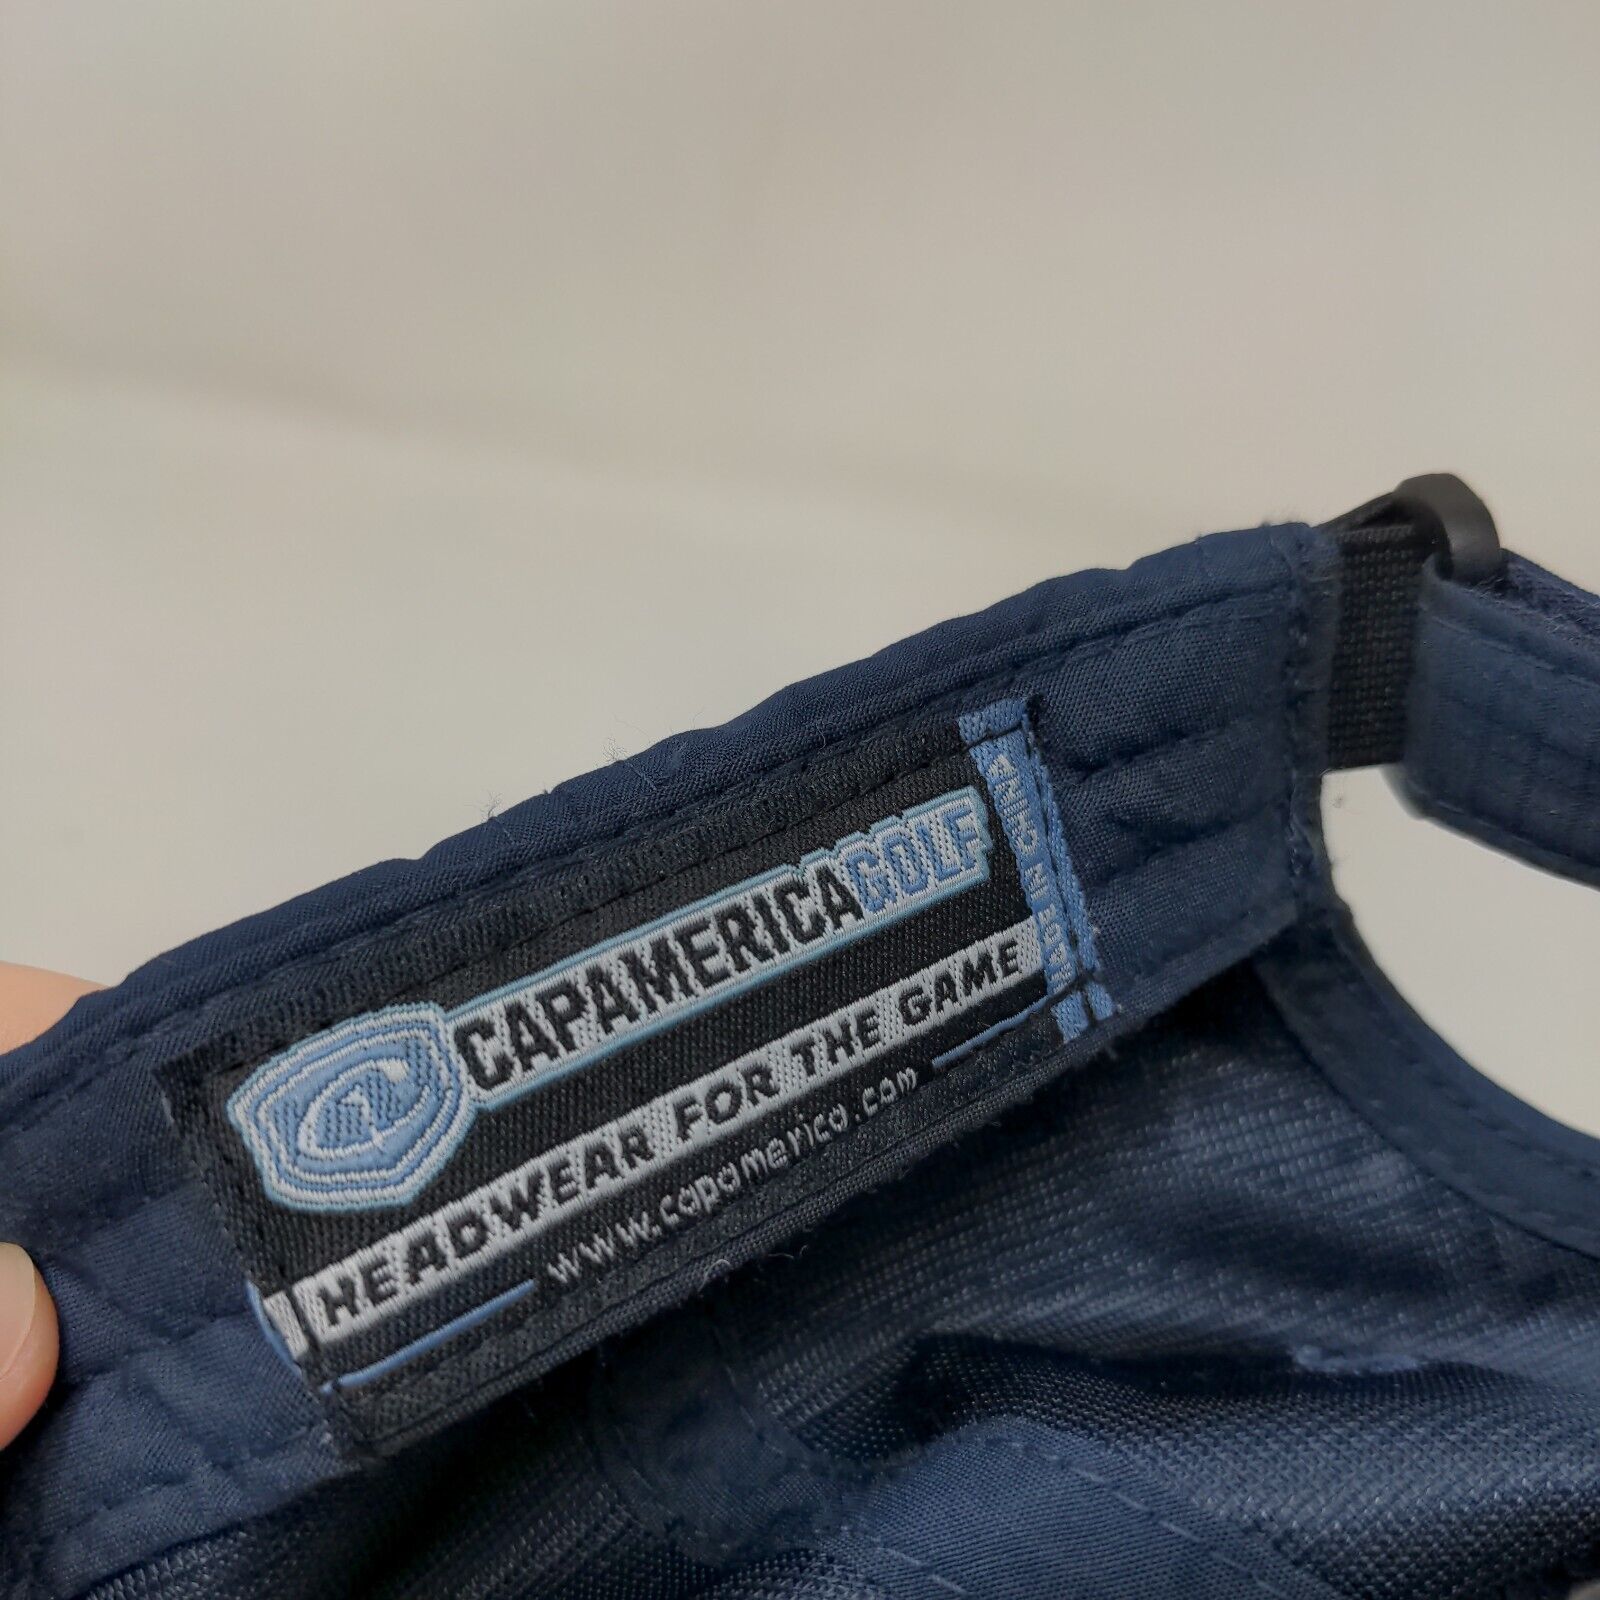 CAPAMERICAGOLF
HEADWEAR FOR THE GAME
www.capamerica.com
MADE IN CHINA